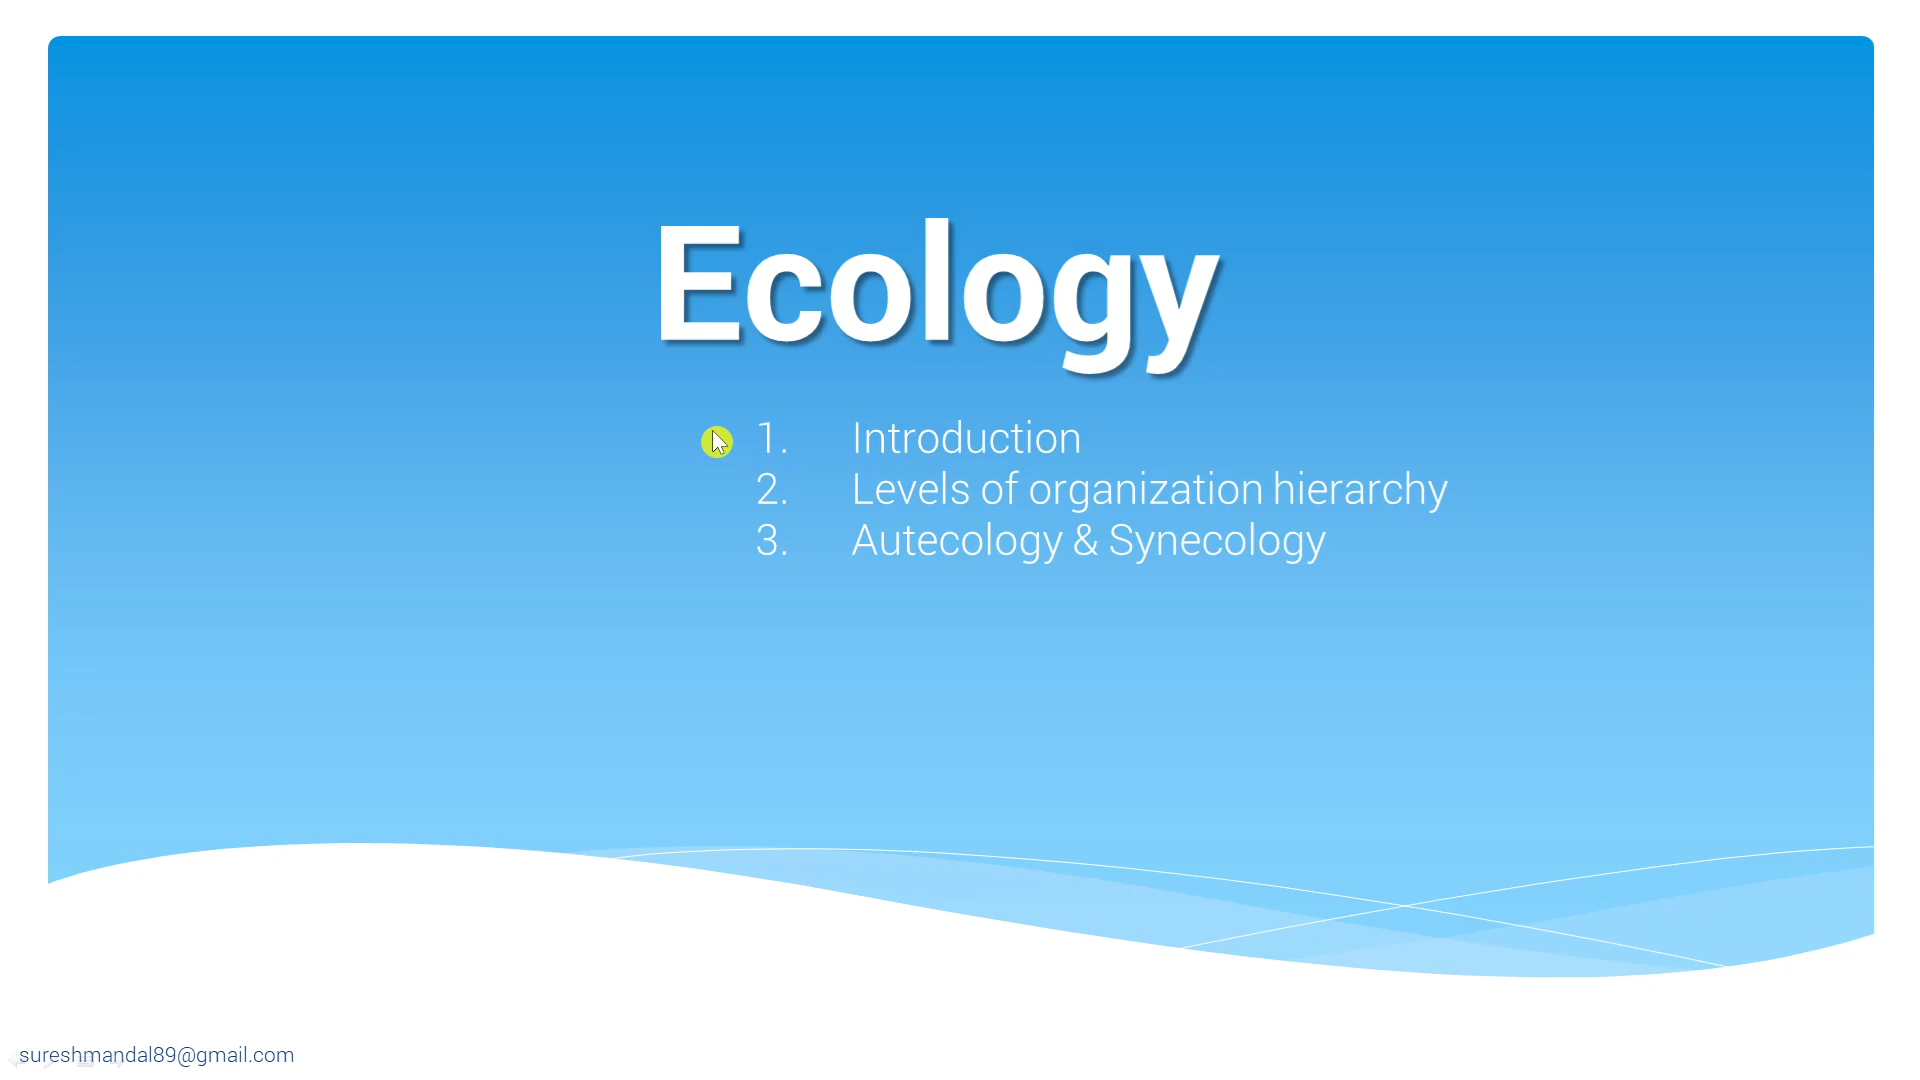 Ecology
1. Introduction
2. Levels of organization hierarchy
3. Autecology & Synecology
sureshmandal89@gmail.com